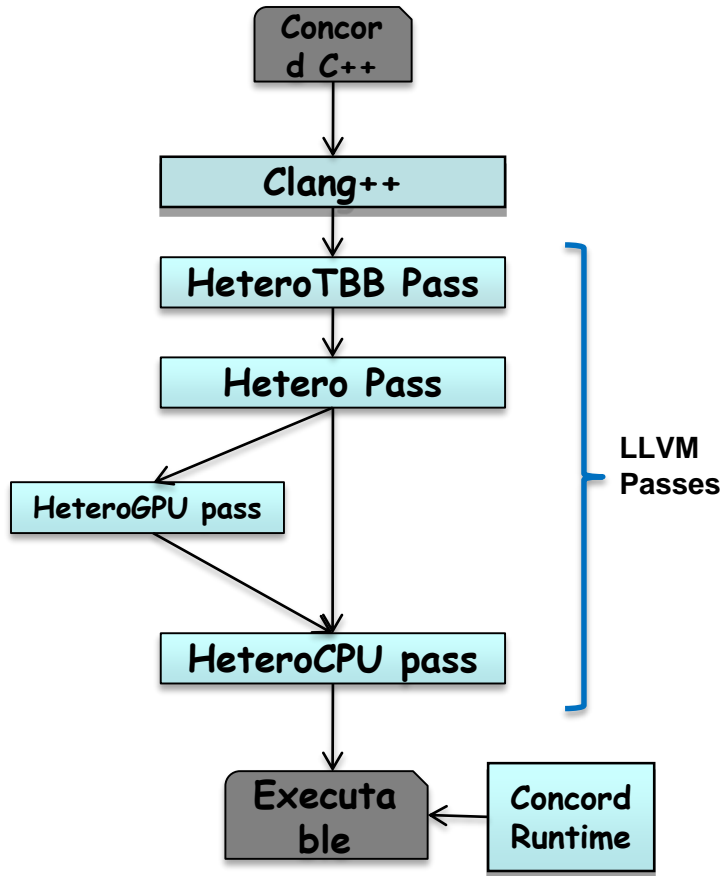 Concor
d C++
Clang++
HeteroTBB Pass
Hetero Pass
HeteroGPU pass
LLVM
Passes
HeteroCPU pass
Executa
ble
Concord
Runtime